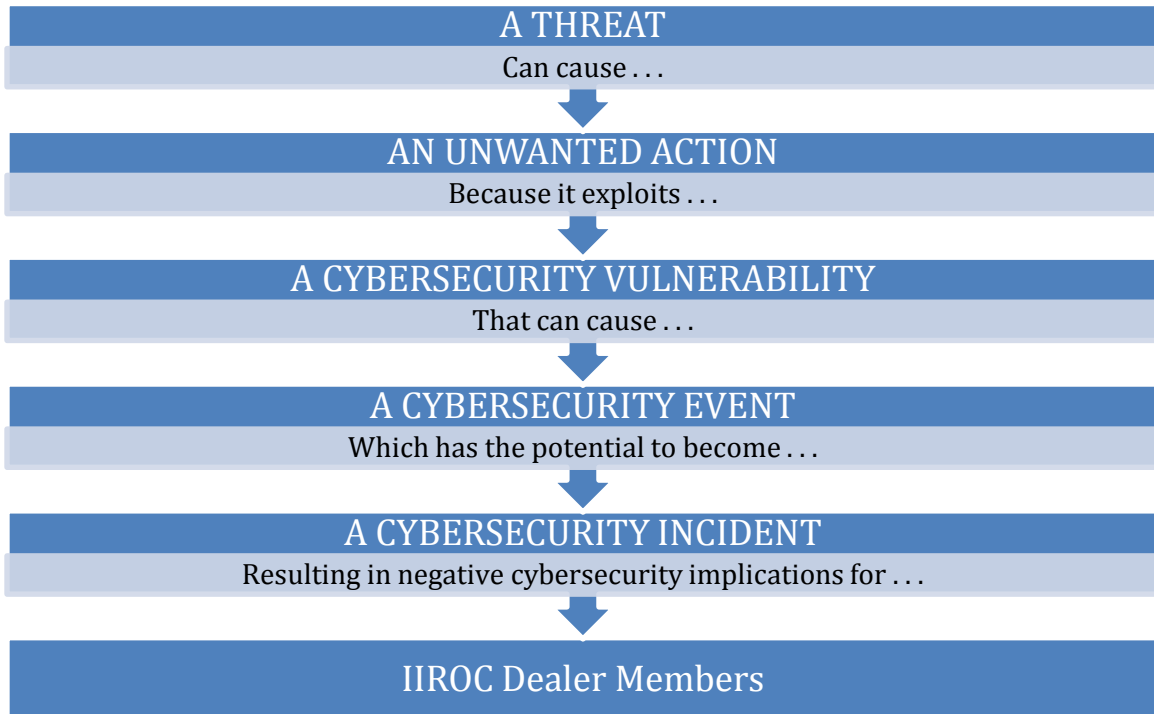 A THREAT
Can cause . . .
AN UNWANTED ACTION
Because it exploits . . .
A CYBERSECURITY VULNERABILITY
That can cause . . .
A CYBERSECURITY EVENT
Which has the potential to become . . .
A CYBERSECURITY INCIDENT
Resulting in negative cybersecurity implications for . . .
IIROC Dealer Members